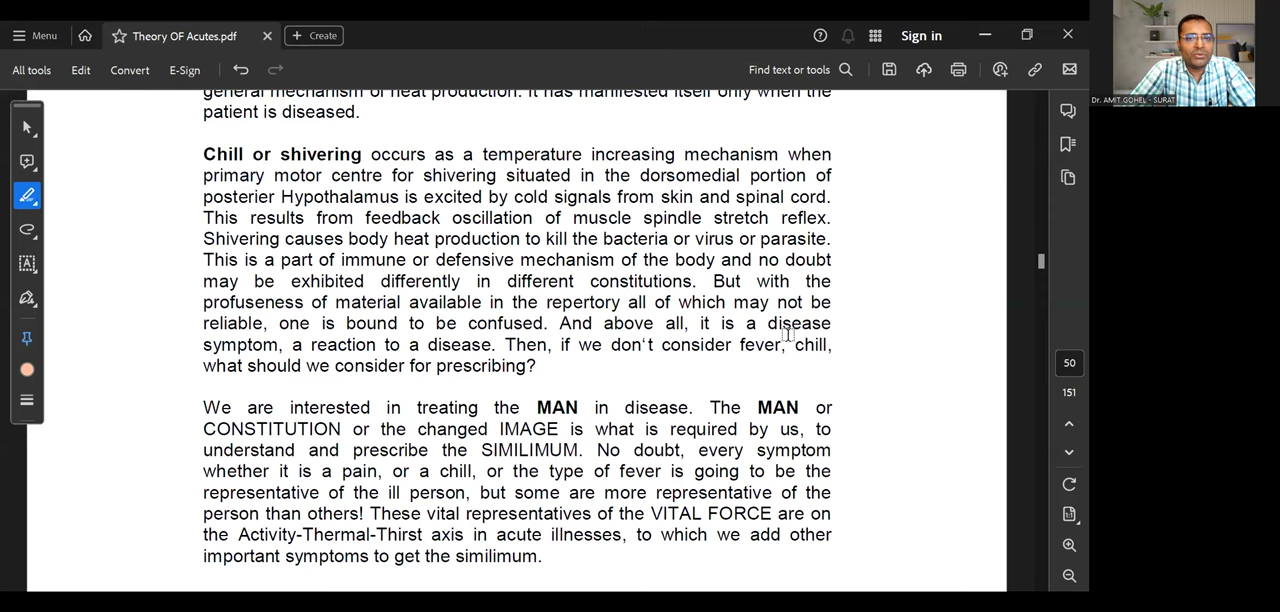 Menu
Theory OF Acutes.pdf
Create
Sign in
All tools
Edit
Convert
E-Sign
Find text or tools
Dr. AMIT GOHEL - SURAT
general mechanism of heat production. It has manifested itself only when the
patient is diseased.
Chill or shivering occurs as a temperature increasing mechanism when
primary motor centre for shivering situated in the dorsomedial portion of
posterior Hypothalamus is excited by cold signals from skin and spinal cord.
This results from feedback oscillation of muscle spindle stretch reflex.
Shivering causes body heat production to kill the bacteria or virus or parasite.
This is a part of immune or defensive mechanism of the body and no doubt
may be exhibited differently in different constitutions. But with the
profuseness of material available in the repertory all of which may not be
reliable, one is bound to be confused. And above all, it is a disease
symptom, a reaction to a disease. Then, if we don't consider fever, chill,
what should we consider for prescribing?
We are interested in treating the MAN in disease. The MAN or
CONSTITUTION or the changed IMAGE is what is required by us, to
understand and prescribe the SIMILIMUM. No doubt, every symptom
whether it is a pain, or a chill, or the type of fever is going to be the
representative of the ill person, but some are more representative of the
person than others! These vital representatives of the VITAL FORCE are on
the Activity-Thermal-Thirst axis in acute illnesses, to which we add other
important symptoms to get the similimum.
50
151